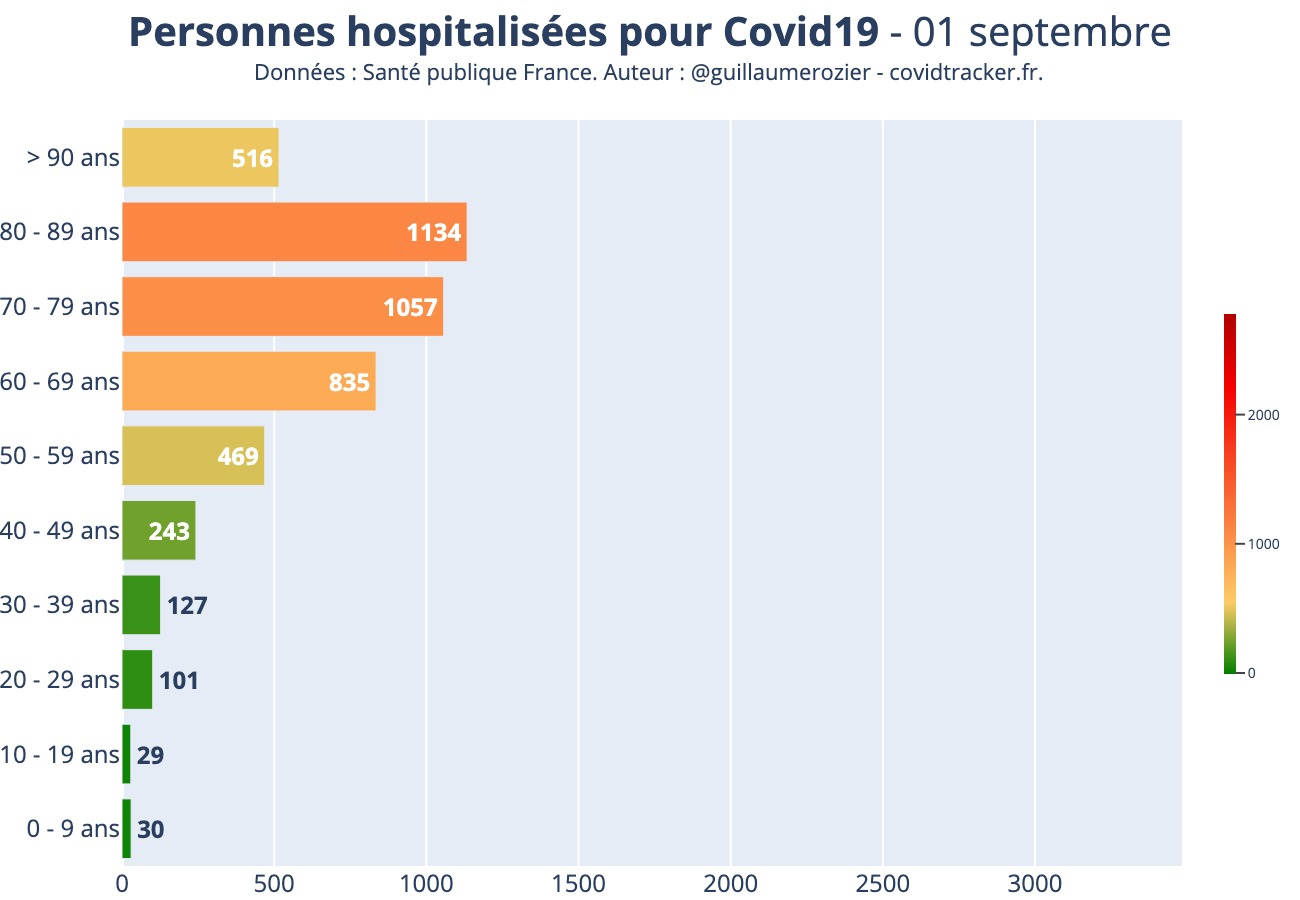 Personnes hospitalisées pour Covid19 - 01 septembre
Données : Santé publique France. Auteur : @guillaumerozier - covidtracker.fr.
> 90 ans 516
80 - 89 ans 1134
70 - 79 ans 1057
60 - 69 ans 835
50 - 59 ans 469
40 - 49 ans 243
30 - 39 ans 127
20 - 29 ans 101
10 - 19 ans 29
0 - 9 ans 30
0 500 1000 1500 2000 2500 3000
2000
1000
0